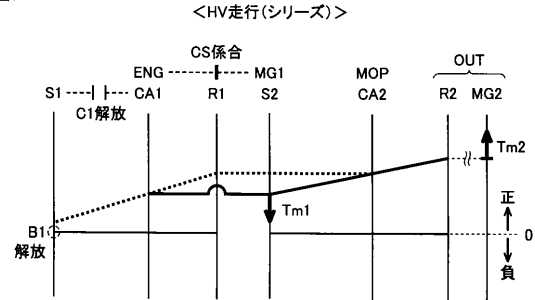 <HV走行(シリーズ)>
CS係合
OUT
ENG MG1 MOP
S1 CA1 R1 S2 CA2 R2 MG2
C1解放
Tm2
Tm1
正
B1
0
解放
負